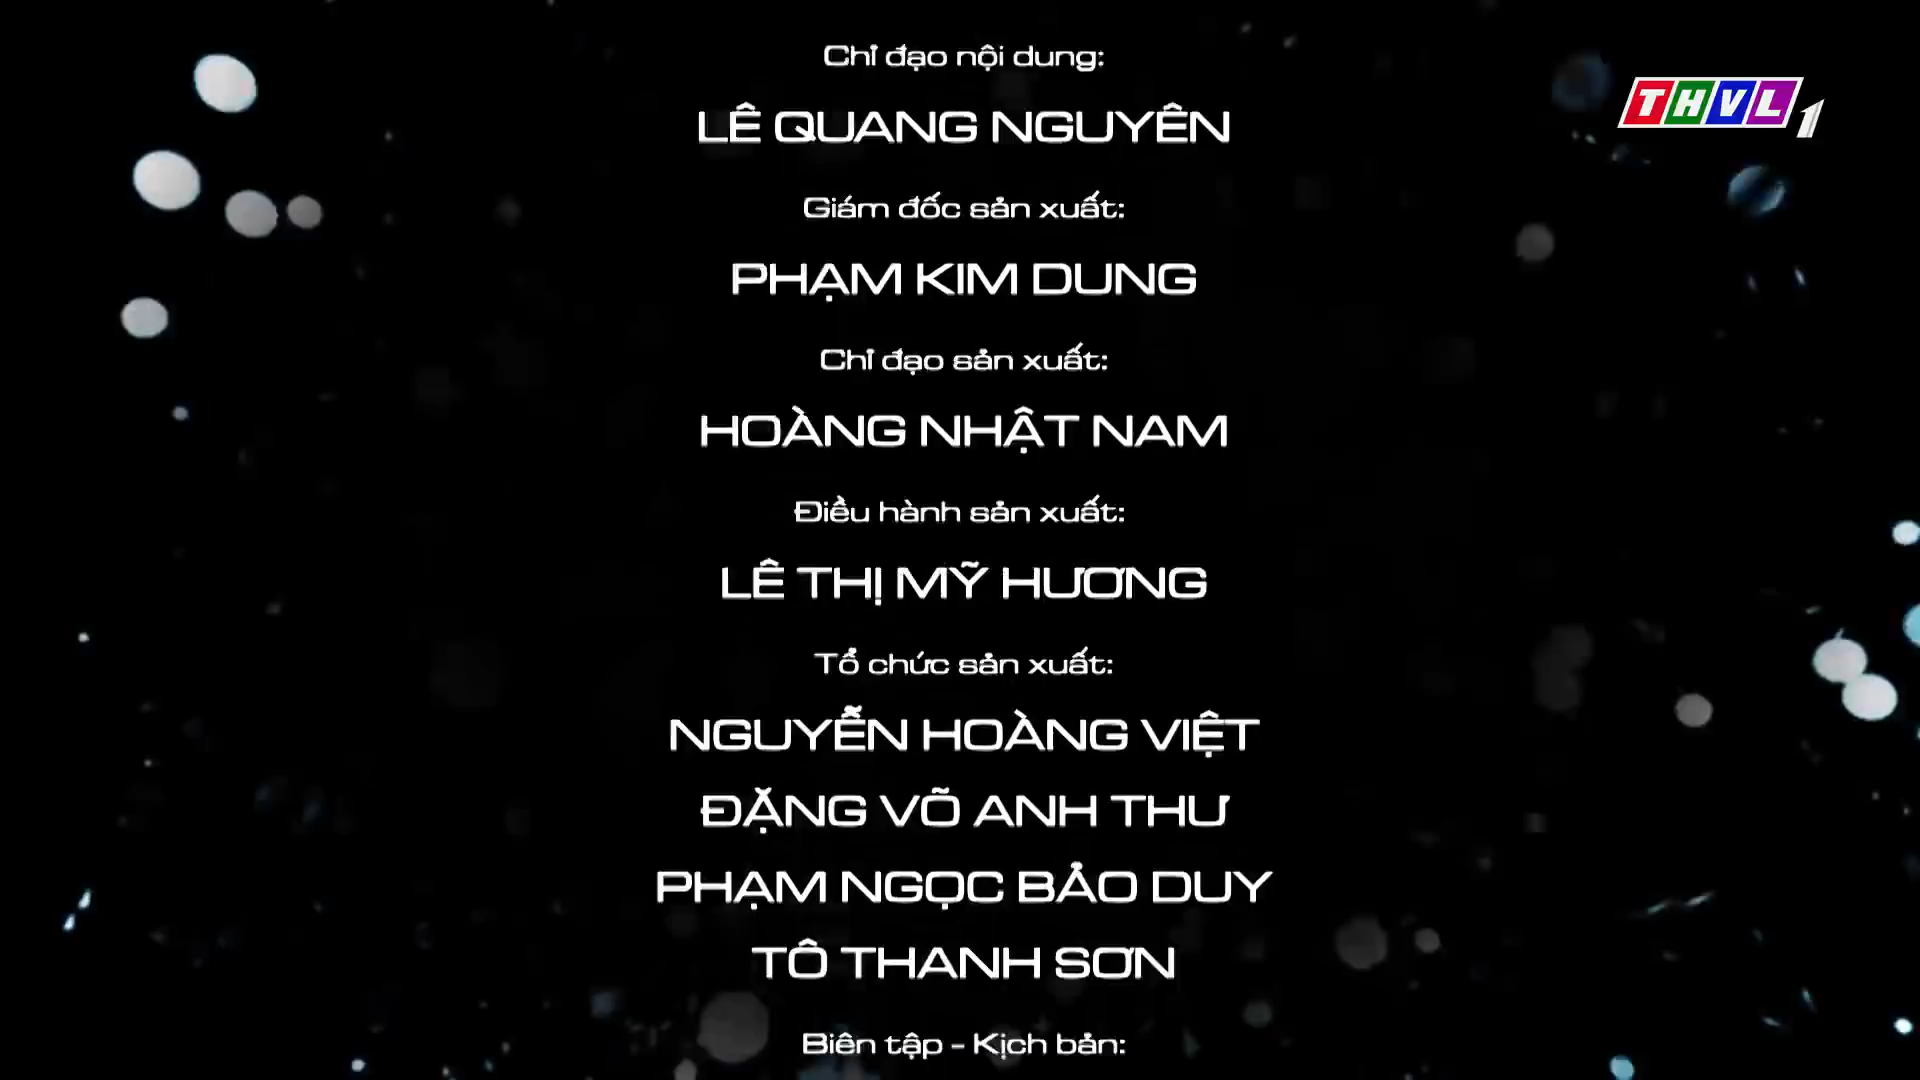 Chỉ đạo nội dung:
LÊ QUANG NGUYÊN
THVL1
Giám đốc sản xuất:
PHẠM KIM DUNG
Chỉ đạo sản xuất:
HOÀNG NHẬT NAM
Điều hành sản xuất:
LÊ THỊ MỸ HƯƠNG
Tổ chức sản xuất:
NGUYỄN HOÀNG VIỆT
ĐẶNG VÕ ANH THƯ
PHẠM NGỌC BẢO DUY
TÔ THANH SƠN
Biên tập - Kịch bản: